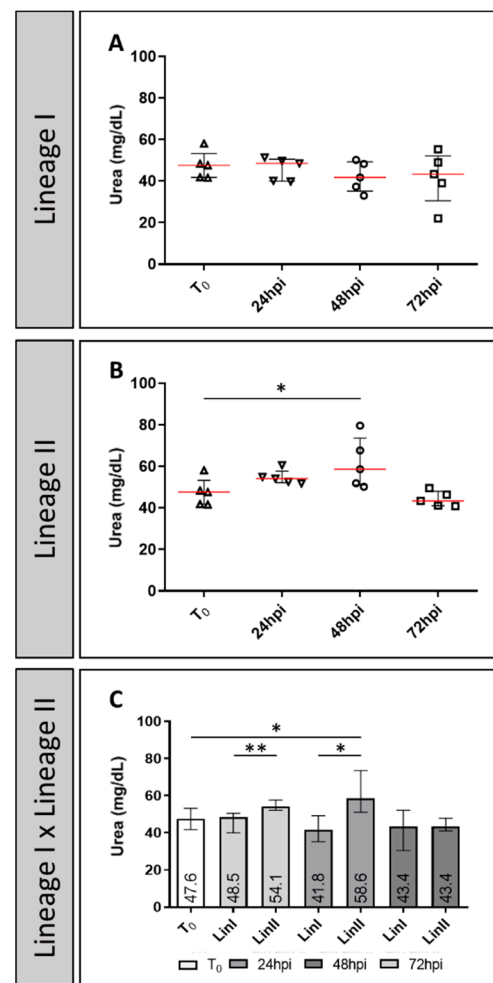 Lineage I
A
Urea (mg/dL)
100
80
60
40
20
0
T₀
24hpi
48hpi
72hpi
Lineage II
B
Urea (mg/dL)
100
80
60
40
20
0
*
T₀
24hpi
48hpi
72hpi
Lineage I x Lineage II
C
Urea (mg/dL)
100
80
60
40
20
0
*
** *
47.6 48.5 54.1 41.8 58.6 43.4 43.4
T₀ LinI LinII LinI LinII LinI LinII
T₀ 24hpi 48hpi 72hpi